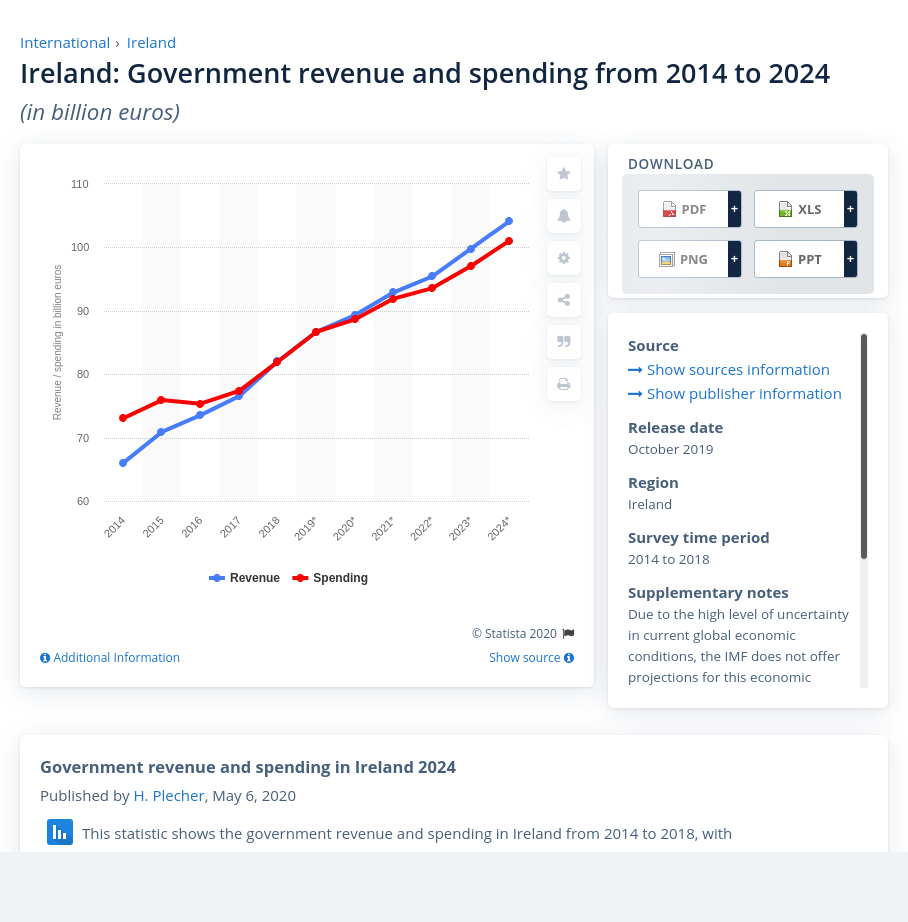 International › Ireland
Ireland: Government revenue and spending from 2014 to 2024
(in billion euros)
110
100
90
80
70
60
Revenue / spending in billion euros
2014
2015
2016
2017
2018
2019*
2020*
2021*
2022*
2023*
2024*
Revenue Spending
© Statista 2020
Additional Information
Show source
DOWNLOAD
PDF + XLS +
PNG + PPT +
Source
Show sources information
Show publisher information
Release date
October 2019
Region
Ireland
Survey time period
2014 to 2018
Supplementary notes
Due to the high level of uncertainty
in current global economic
conditions, the IMF does not offer
projections for this economic
Government revenue and spending in Ireland 2024
Published by H. Plecher, May 6, 2020
This statistic shows the government revenue and spending in Ireland from 2014 to 2018, with